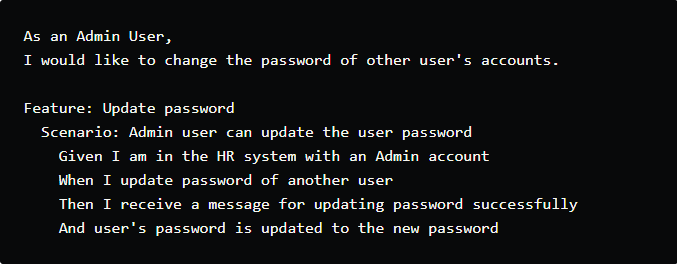 As an Admin User,
I would like to change the password of other user's accounts.
Feature: Update password
Scenario: Admin user can update the user password
Given I am in the HR system with an Admin account
When I update password of another user
Then I receive a message for updating password successfully
And user's password is updated to the new password